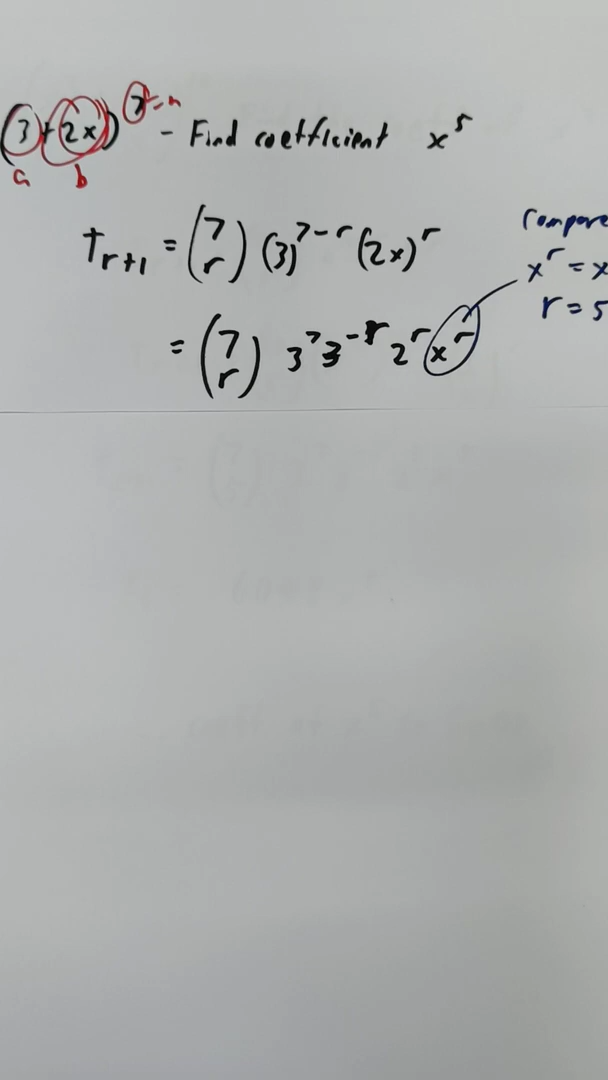 (3+2x)^7 = n - Find coefficient x^5
a b
T_{r+1} = (7 r) (3)^{7-r} (2x)^r
= (7 r) 3^7 3^{-r} 2^r x^r
Compare
x^r = x
r = 5